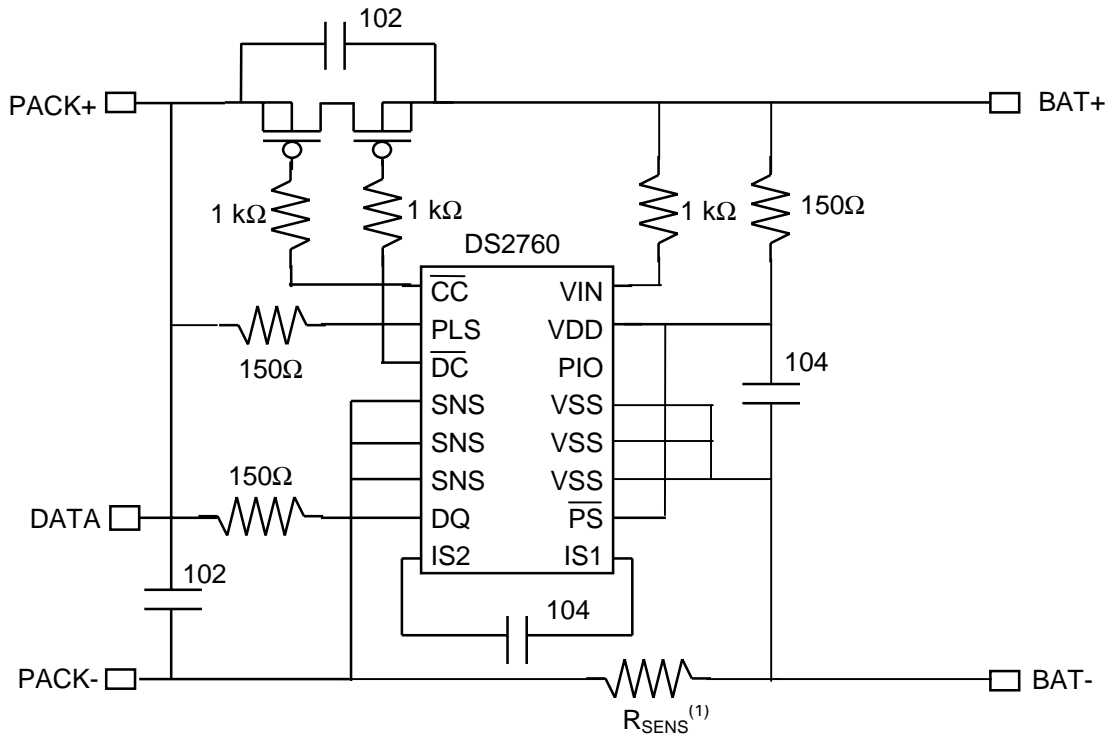 102
PACK+
BAT+
1 kΩ
1 kΩ
1 kΩ
150Ω
DS2760
CC
VIN
PLS
VDD
150Ω
DC
PIO
104
SNS
VSS
SNS
VSS
150Ω
SNS
VSS
DATA
DQ
PS
IS2
IS1
102
104
PACK-
BAT-
RSENS(1)